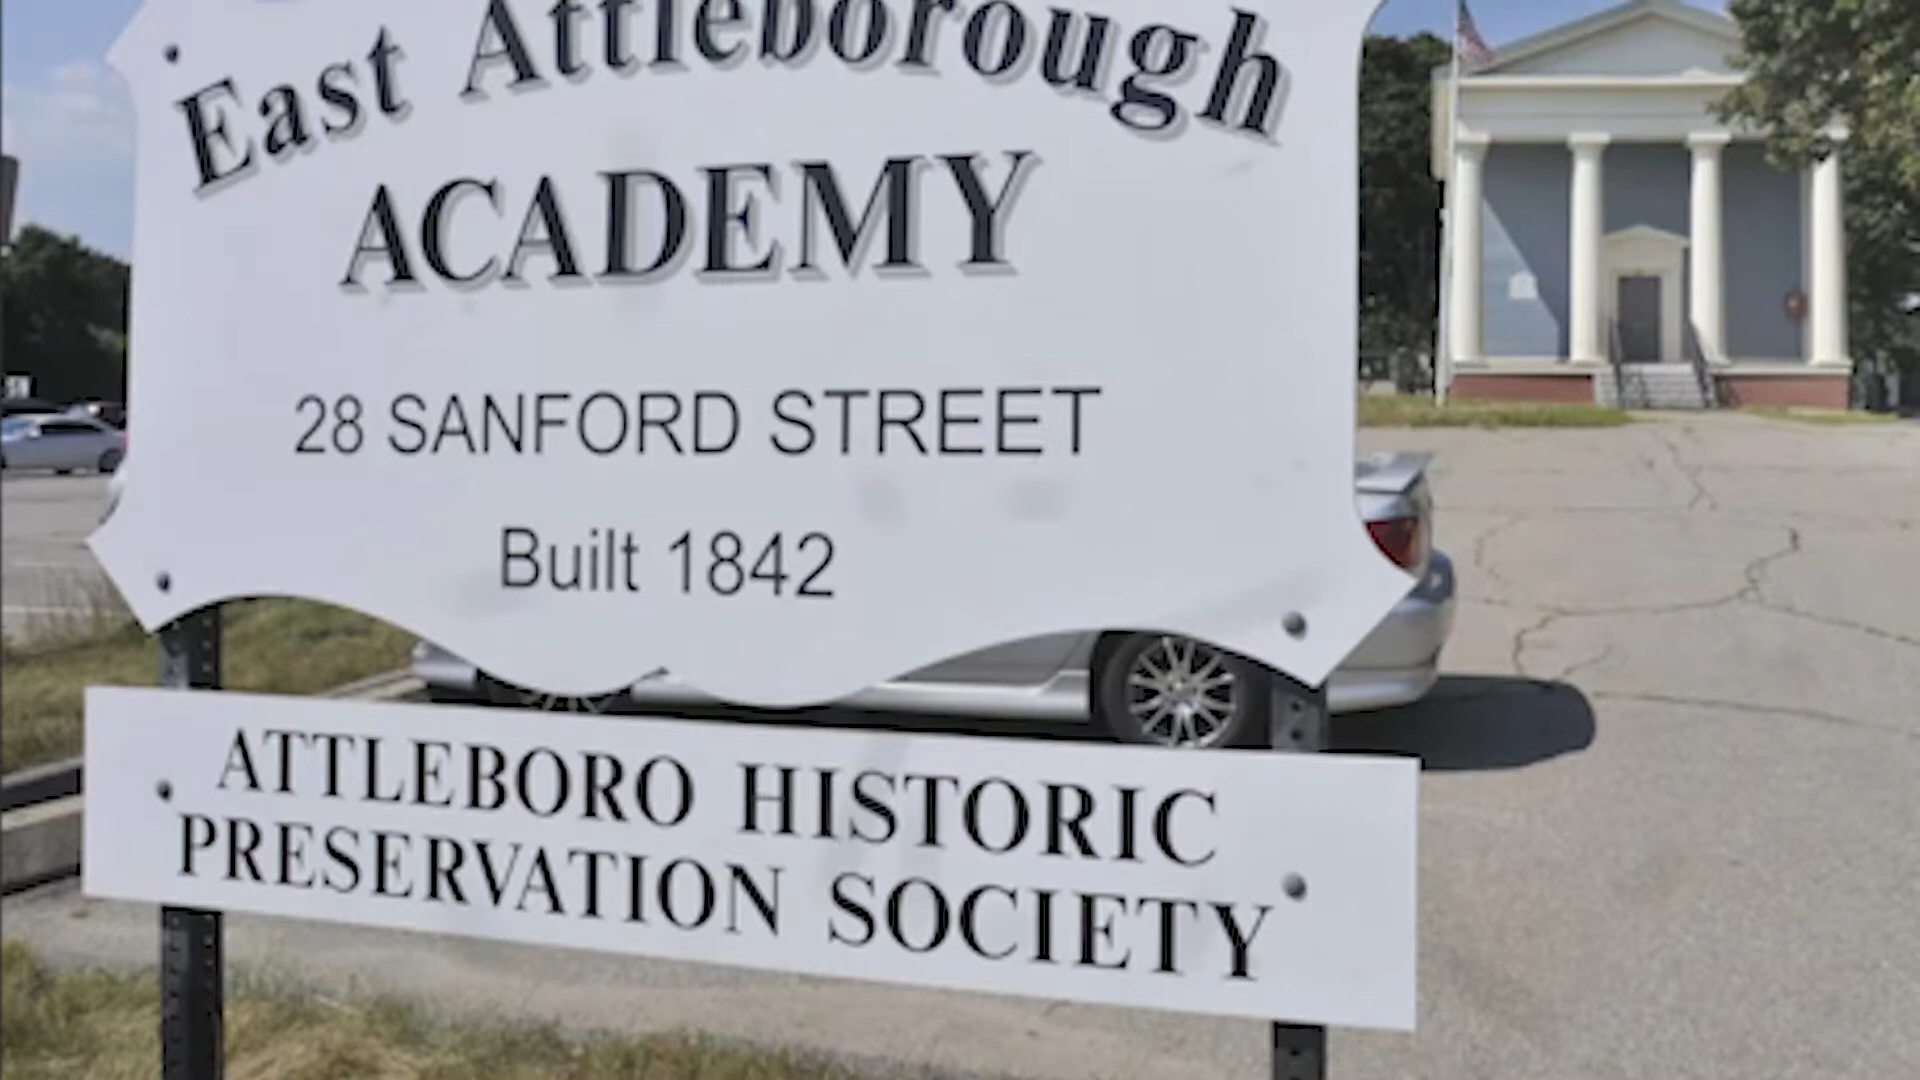 East Attleborough
ACADEMY
28 SANFORD STREET
Built 1842
ATTLEBORO HISTORIC
PRESERVATION SOCIETY